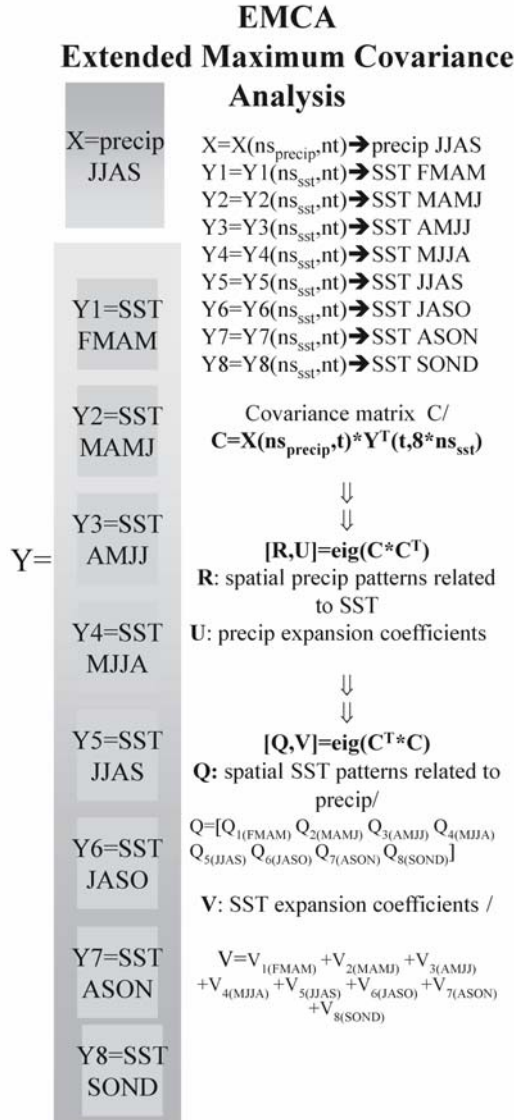 EMCA
Extended Maximum Covariance
Analysis
X=precip
JJAS
X=X(ns_precip,nt)➔precip JJAS
Y1=Y1(ns_sst,nt)➔SST FMAM
Y2=Y2(ns_sst,nt)➔SST MAMJ
Y3=Y3(ns_sst,nt)➔SST AMJJ
Y4=Y4(ns_sst,nt)➔SST MJJA
Y5=Y5(ns_sst,nt)➔SST JJAS
Y6=Y6(ns_sst,nt)➔SST JASO
Y7=Y7(ns_sst,nt)➔SST ASON
Y8=Y8(ns_sst,nt)➔SST SOND
Y=
Y1=SST
FMAM
Y2=SST
MAMJ
Y3=SST
AMJJ
Y4=SST
MJJA
Y5=SST
JJAS
Y6=SST
JASO
Y7=SST
ASON
Y8=SST
SOND
Covariance matrix C/
C=X(ns_precip,t)*Y^T(t,8*ns_sst)
⇓
⇓
[R,U]=eig(C*C^T)
R: spatial precip patterns related
to SST
U: precip expansion coefficients
⇓
⇓
[Q,V]=eig(C^T*C)
Q: spatial SST patterns related to
precip/
Q=[Q_1(FMAM) Q_2(MAMJ) Q_3(AMJJ) Q_4(MJJA)
Q_5(JJAS) Q_6(JASO) Q_7(ASON) Q_8(SOND)]
V: SST expansion coefficients /
V=V_1(FMAM) +V_2(MAMJ) +V_3(AMJJ)
+V_4(MJJA) +V_5(JJAS) +V_6(JASO) +V_7(ASON)
+V_8(SOND)